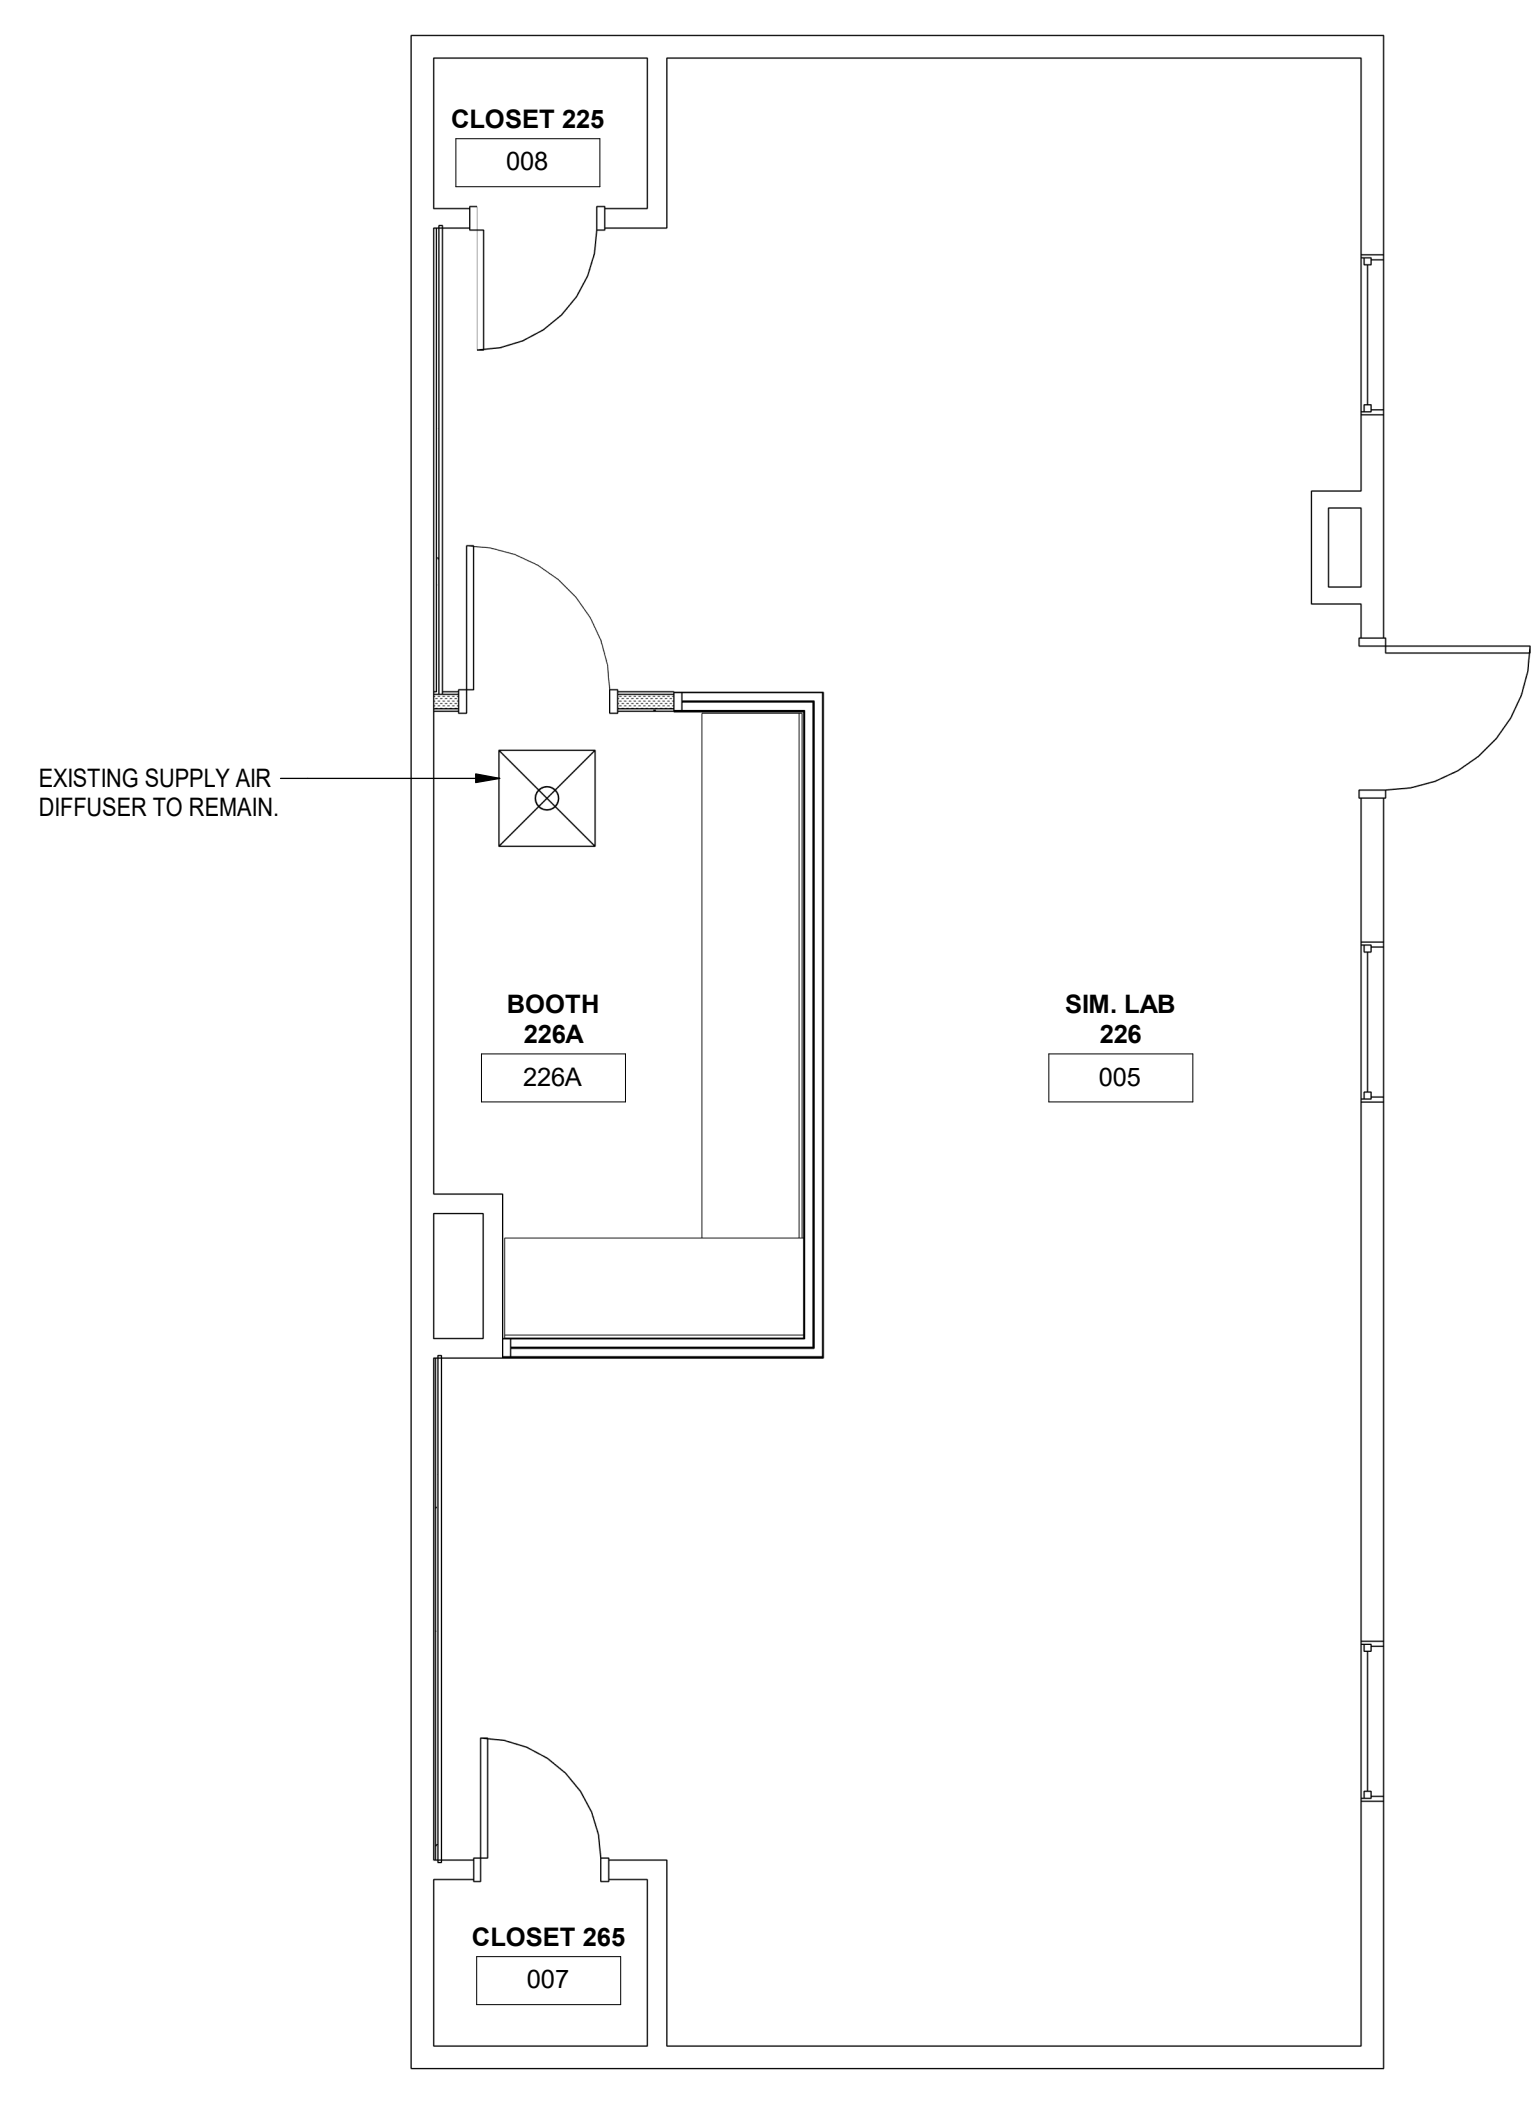 CLOSET 225
008
EXISTING SUPPLY AIR
DIFFUSER TO REMAIN.
BOOTH
226A
226A
SIM. LAB
226
005
CLOSET 265
007